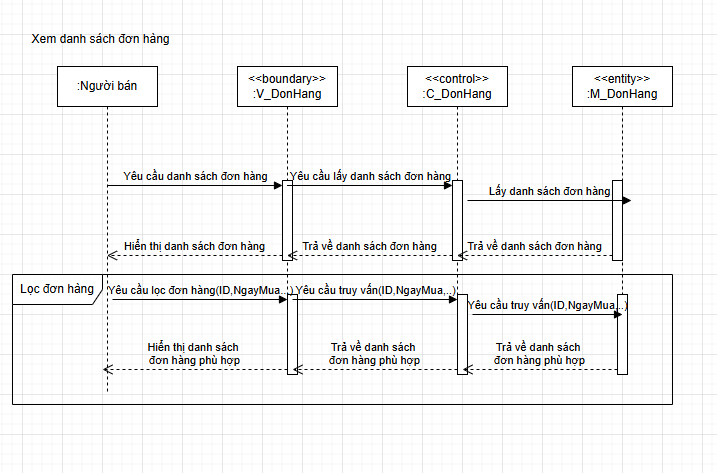 Xem danh sách đơn hàng
:Người bán
<<boundary>>
:V_DonHang
<<control>>
:C_DonHang
<<entity>>
:M_DonHang
Yêu cầu danh sách đơn hàng
Yêu cầu lấy danh sách đơn hàng
Lấy danh sách đơn hàng
Hiển thị danh sách đơn hàng
Trả về danh sách đơn hàng
Trả về danh sách đơn hàng
Lọc đơn hảng
Yêu cầu lọc đơn hàng(ID,NgayMua,..)
Yêu cầu truy vấn(ID,NgayMua,..)
Yêu cầu truy vấn(ID,NgayMua,..)
Hiển thị danh sách
đơn hàng phù hợp
Trả về danh sách
đơn hàng phù hợp
Trả về danh sách
đơn hàng phù hợp